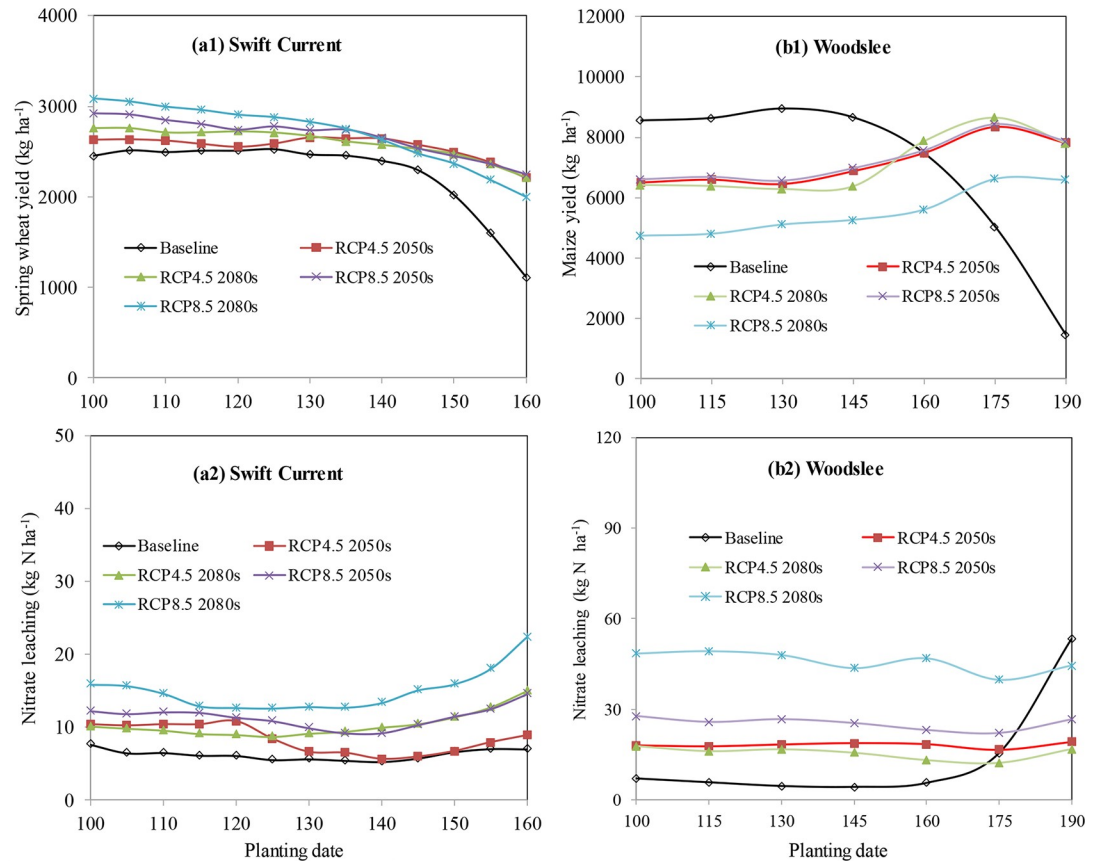 (a1) Swift Current
Spring wheat yield (kg ha-1)
4000
3000
2000
1000
0
Baseline
RCP4.5 2050s
RCP4.5 2080s
RCP8.5 2050s
RCP8.5 2080s
100 110 120 130 140 150 160
(b1) Woodslee
Maize yield (kg ha-1)
12000
10000
8000
6000
4000
2000
0
Baseline
RCP4.5 2050s
RCP4.5 2080s
RCP8.5 2050s
RCP8.5 2080s
100 115 130 145 160 175 190
(a2) Swift Current
Nitrate leaching (kg N ha-1)
50
40
30
20
10
0
Baseline
RCP4.5 2050s
RCP4.5 2080s
RCP8.5 2050s
RCP8.5 2080s
100 110 120 130 140 150 160
Planting date
(b2) Woodslee
Nitrate leaching (kg N ha-1)
120
90
60
30
0
Baseline
RCP4.5 2050s
RCP4.5 2080s
RCP8.5 2050s
RCP8.5 2080s
100 115 130 145 160 175 190
Planting date